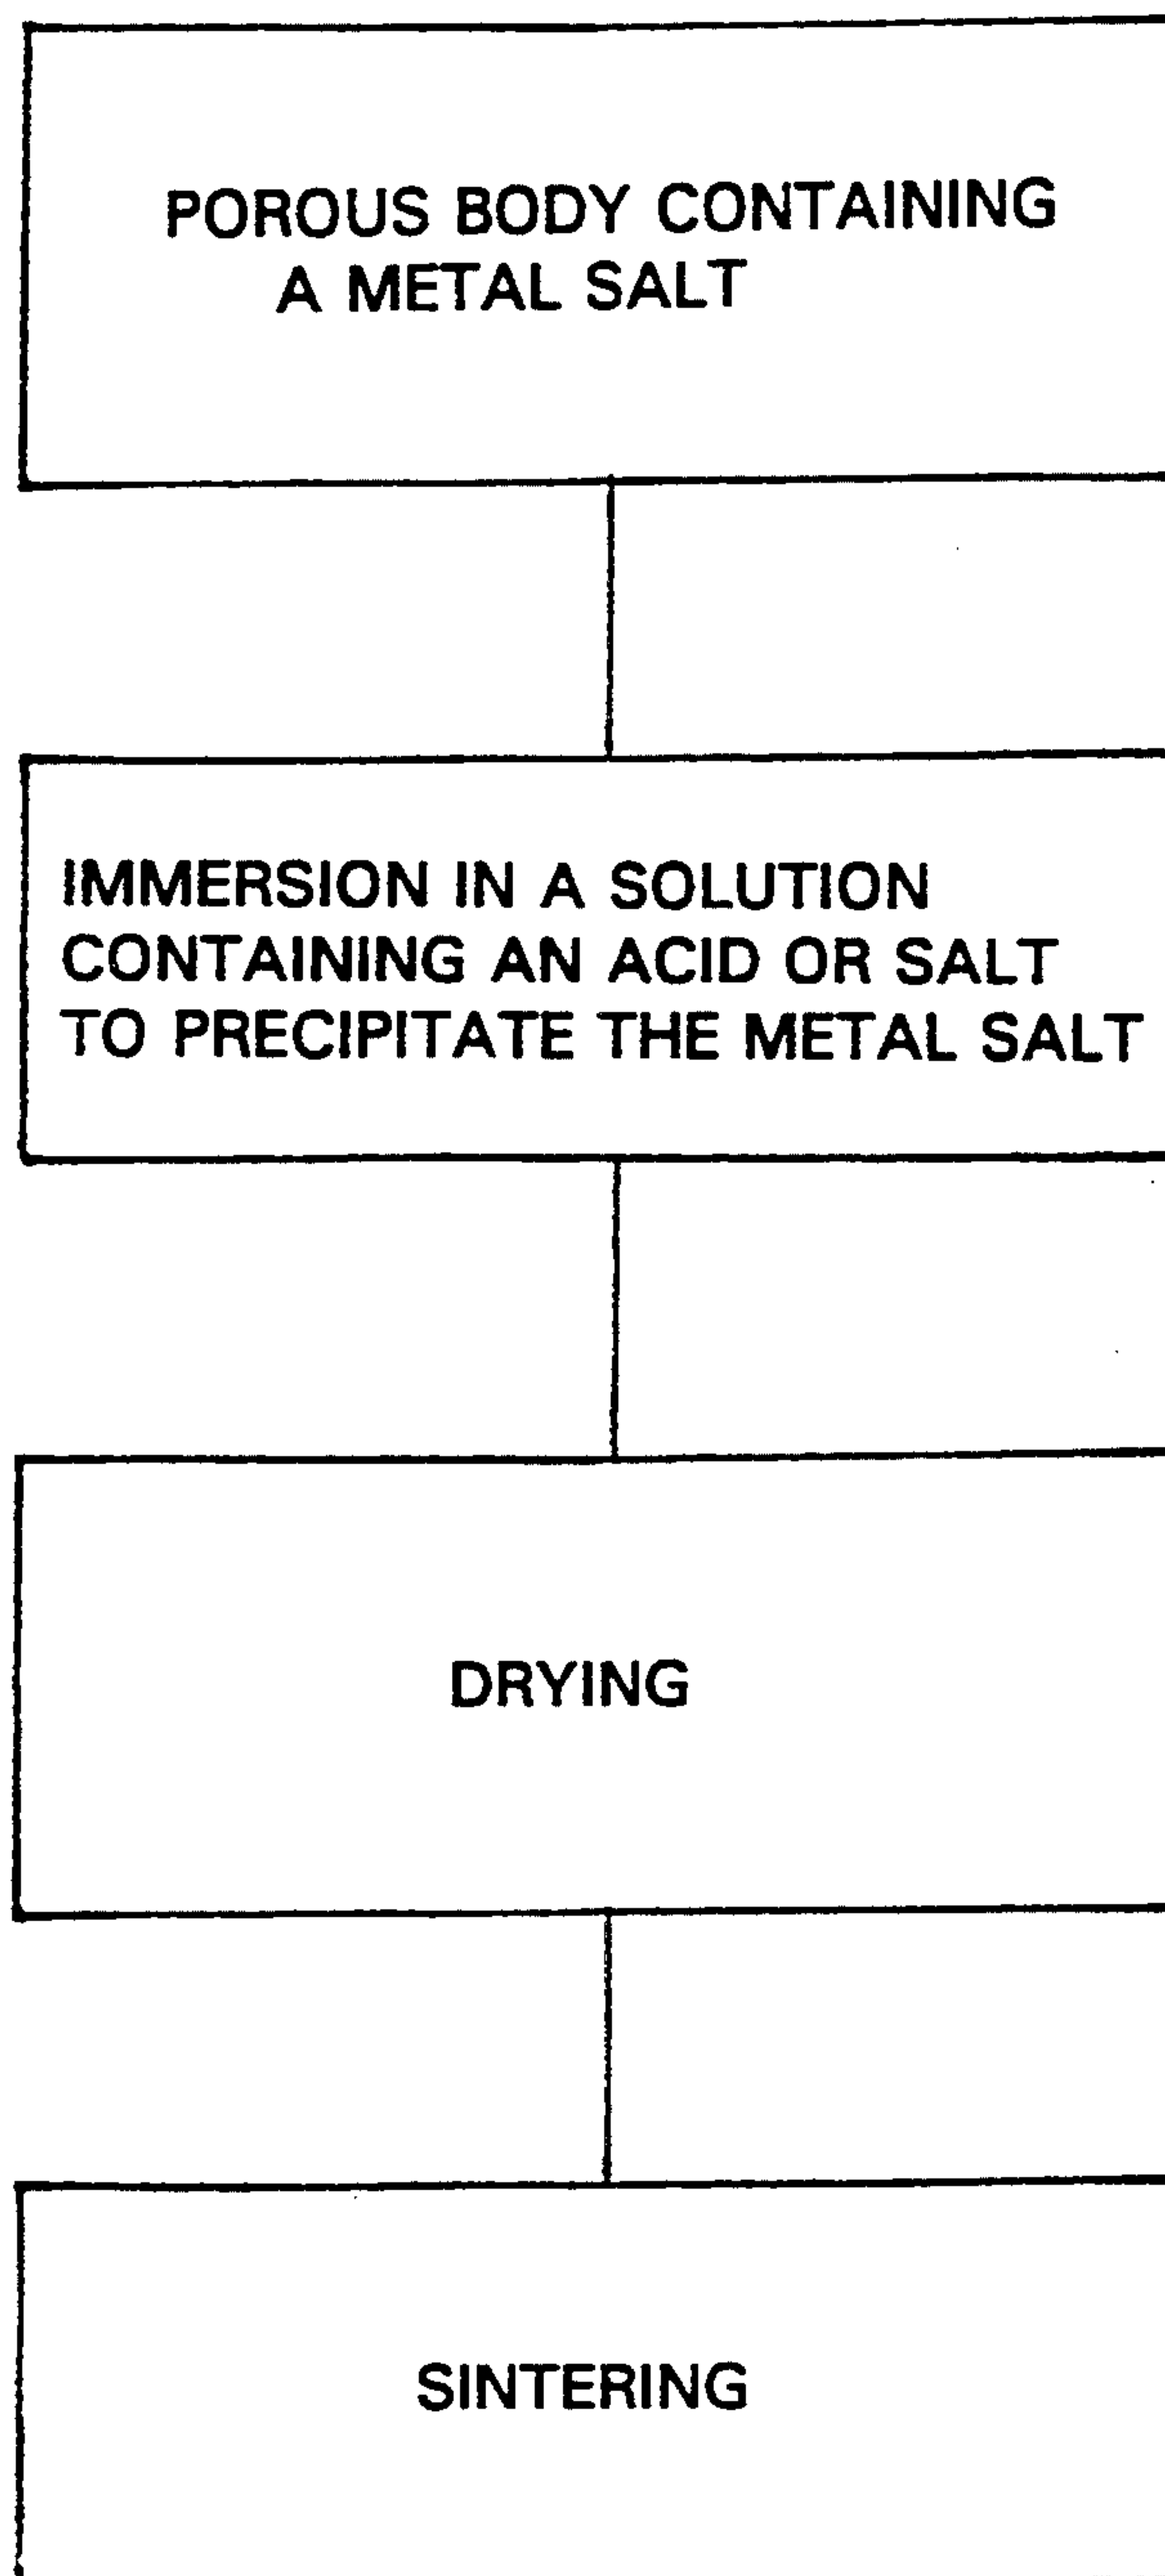 POROUS BODY CONTAINING
A METAL SALT
IMMERSION IN A SOLUTION
CONTAINING AN ACID OR SALT
TO PRECIPITATE THE METAL SALT
DRYING
SINTERING